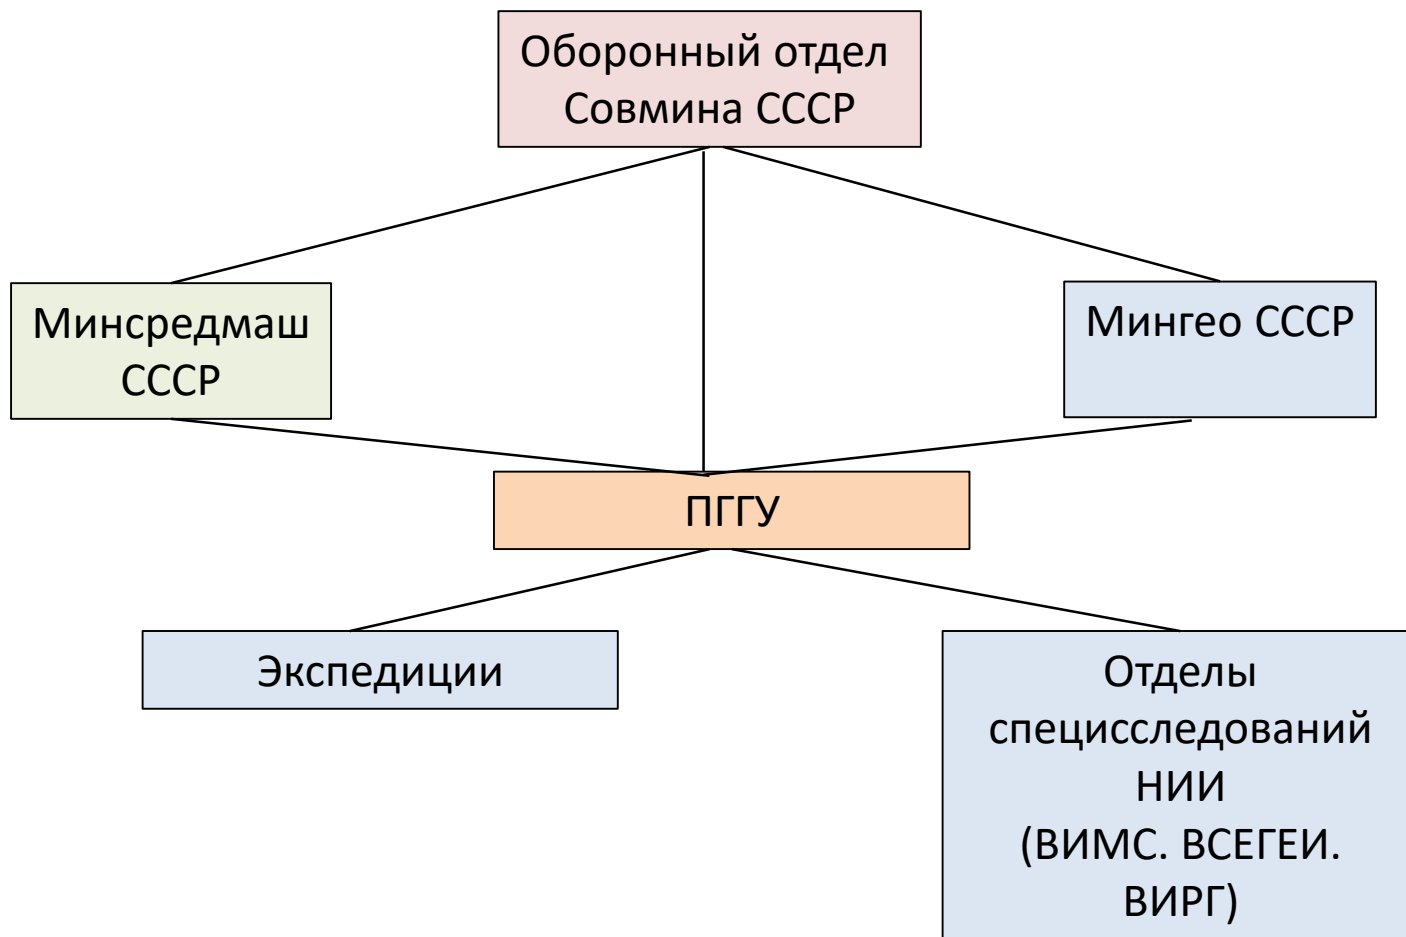 Оборонный отдел
Совмина СССР
Минсредмаш
СССР
Мингео СССР
ПГГУ
Экспедиции
Отделы
специсследований
НИИ
(ВИМС. ВСЕГЕИ.
ВИРГ)